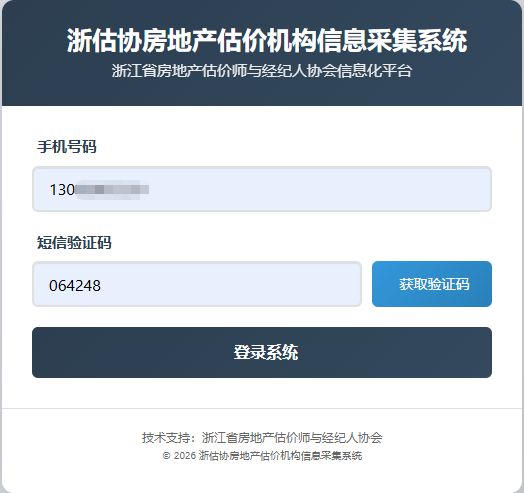 浙估协房地产估价机构信息采集系统
浙江省房地产估价师与经纪人协会信息化平台
手机号码
130
短信验证码
064248
获取验证码
登录系统
技术支持：浙江省房地产估价师与经纪人协会
© 2026 浙估协房地产估价机构信息采集系统